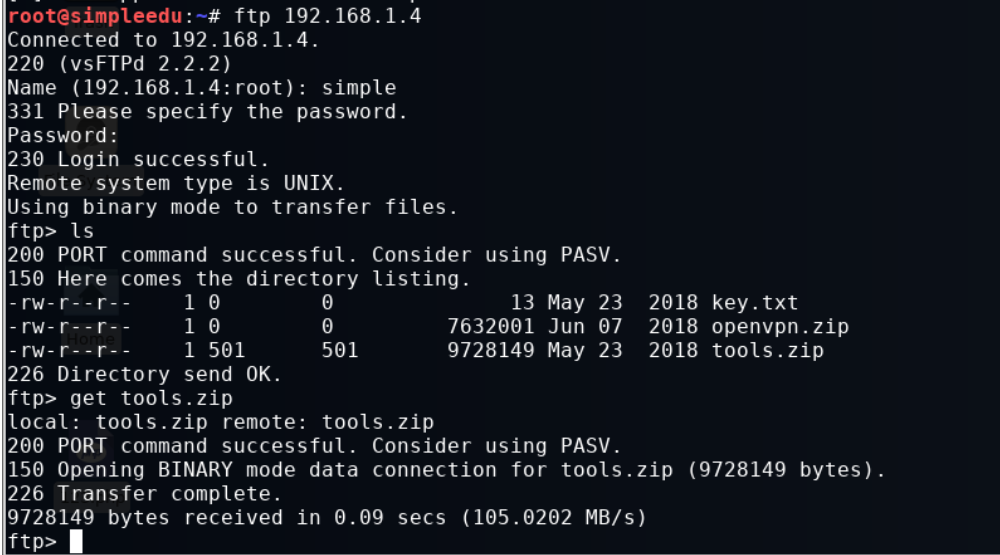 root@simpleedu:~# ftp 192.168.1.4
Connected to 192.168.1.4.
220 (vsFTPd 2.2.2)
Name (192.168.1.4:root): simple
331 Please specify the password.
Password:
230 Login successful.
Remote system type is UNIX.
Using binary mode to transfer files.
ftp> ls
200 PORT command successful. Consider using PASV.
150 Here comes the directory listing.
-rw-r--r--    1 0        0              13 May 23  2018 key.txt
-rw-r--r--    1 0        0         7632001 Jun 07  2018 openvpn.zip
-rw-r--r--    1 501      501       9728149 May 23  2018 tools.zip
226 Directory send OK.
ftp> get tools.zip
local: tools.zip remote: tools.zip
200 PORT command successful. Consider using PASV.
150 Opening BINARY mode data connection for tools.zip (9728149 bytes).
226 Transfer complete.
9728149 bytes received in 0.09 secs (105.0202 MB/s)
ftp>